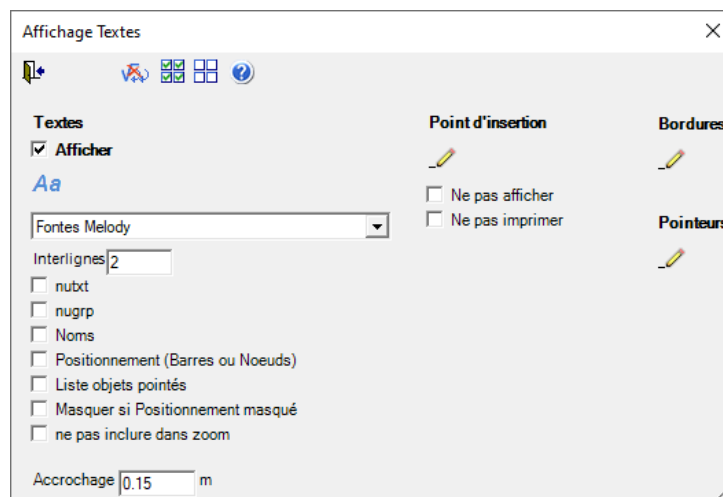 Affichage Textes
Textes
Afficher
Aa
Fontes Melody
Interlignes 2
nutxt
nugrp
Noms
Positionnement (Barres ou Noeuds)
Liste objets pointés
Masquer si Positionnement masqué
ne pas inclure dans zoom
Accrochage 0.15 m
Point d'insertion
Ne pas afficher
Ne pas imprimer
Bordures
Pointeurs